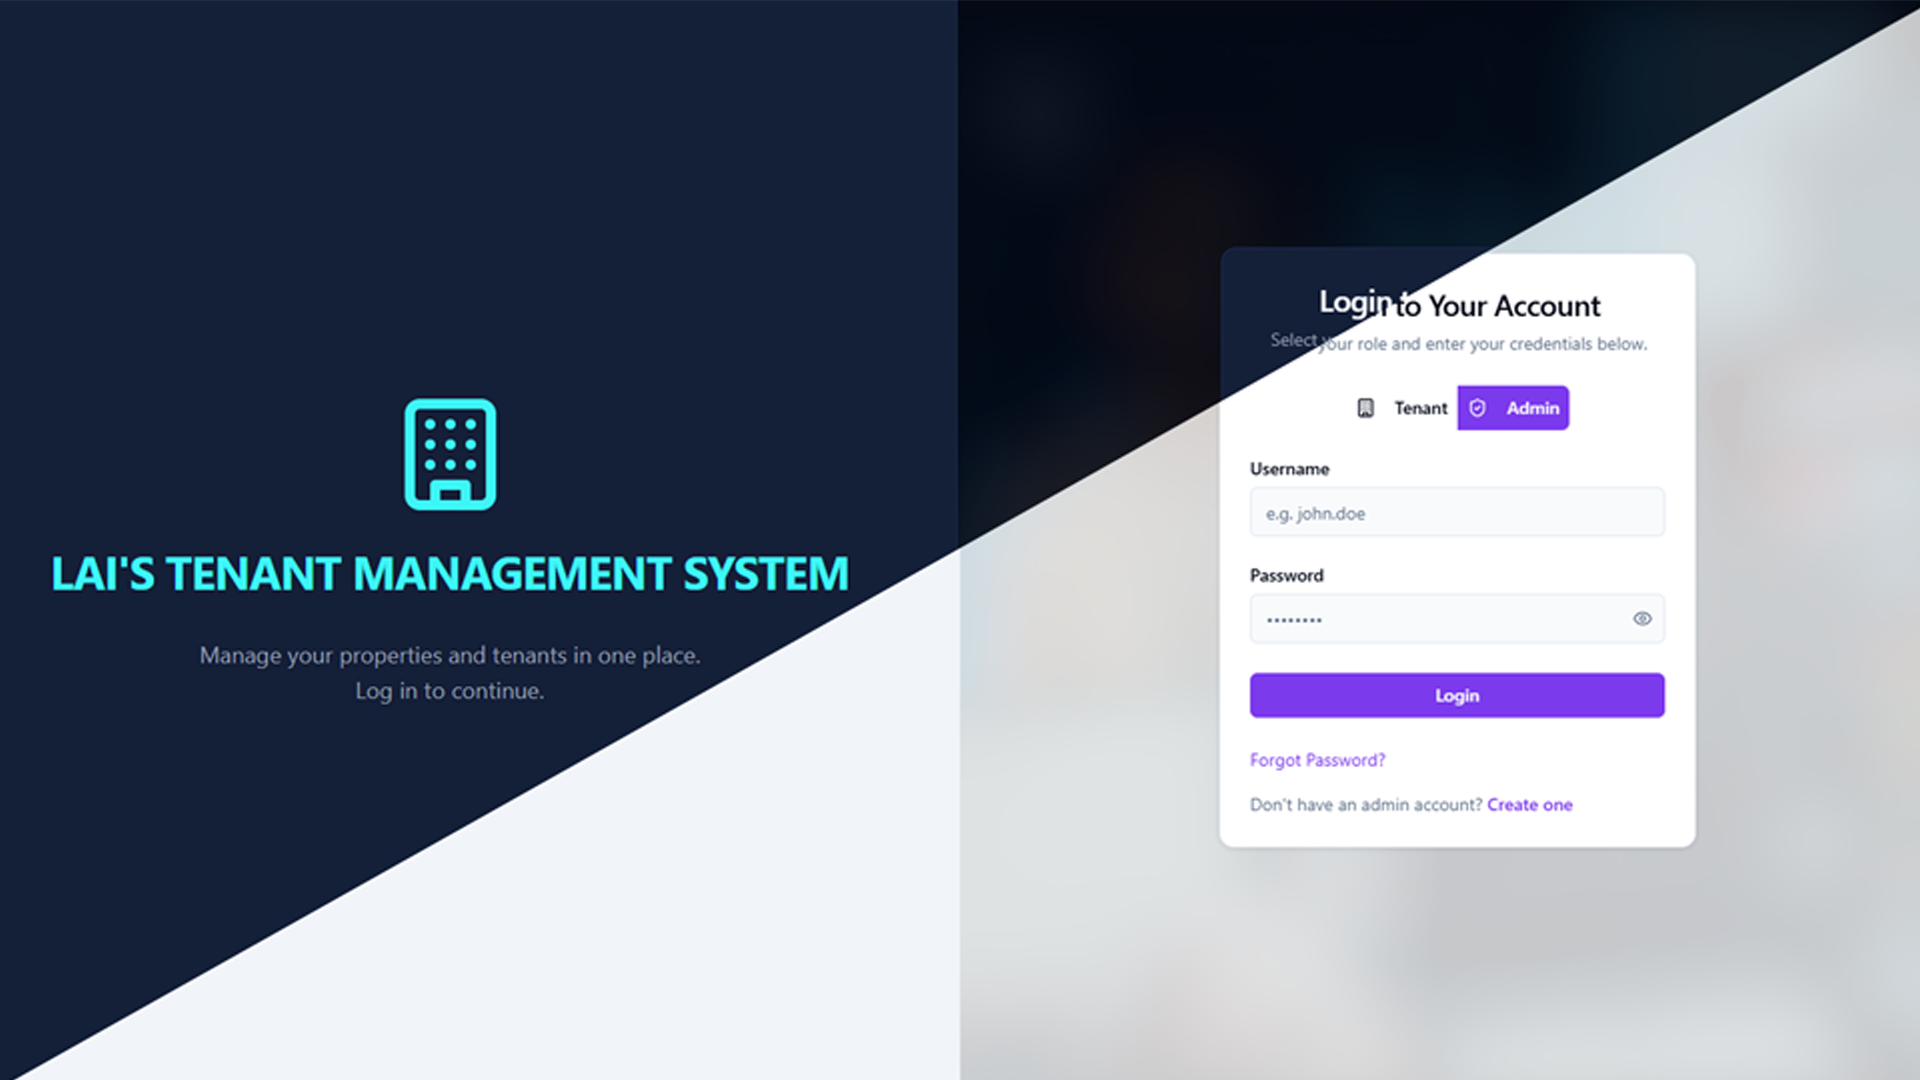 LAI'S TENANT MANAGEMENT SYSTEM
Manage your properties and tenants in one place.
Log in to continue.
Login to Your Account
Select your role and enter your credentials below.
Tenant Admin
Username
e.g. john.doe
Password
••••••••
Login
Forgot Password?
Don't have an admin account? Create one